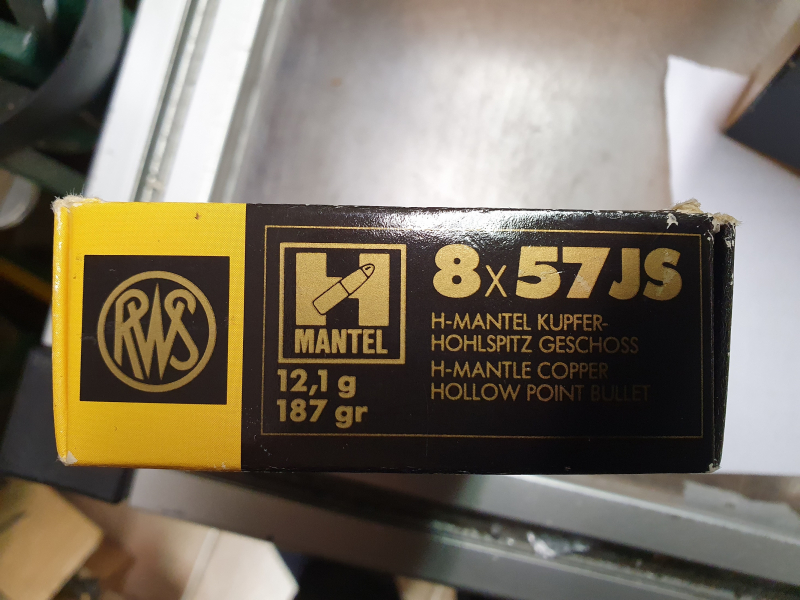 RWS
H
MANTEL
12,1 g
187 gr
8x57JS
H-MANTEL KUPFER-
HOHLSPITZ GESCHOSS
H-MANTLE COPPER
HOLLOW POINT BULLET